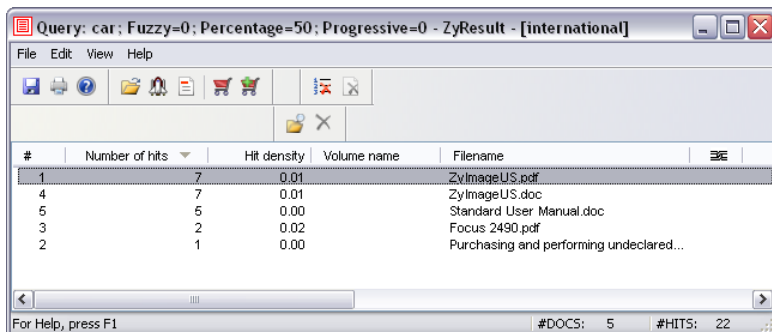 Query: car; Fuzzy=0; Percentage=50; Progressive=0 - ZyResult - [international]
File Edit View Help
# Number of hits Hit density Volume name Filename
1 7 0.01 ZyImageUS.pdf
4 7 0.01 ZyImageUS.doc
5 5 0.00 Standard User Manual.doc
3 2 0.02 Focus 2490.pdf
2 1 0.00 Purchasing and performing undeclared...
For Help, press F1 #DOCS: 5 #HITS: 22